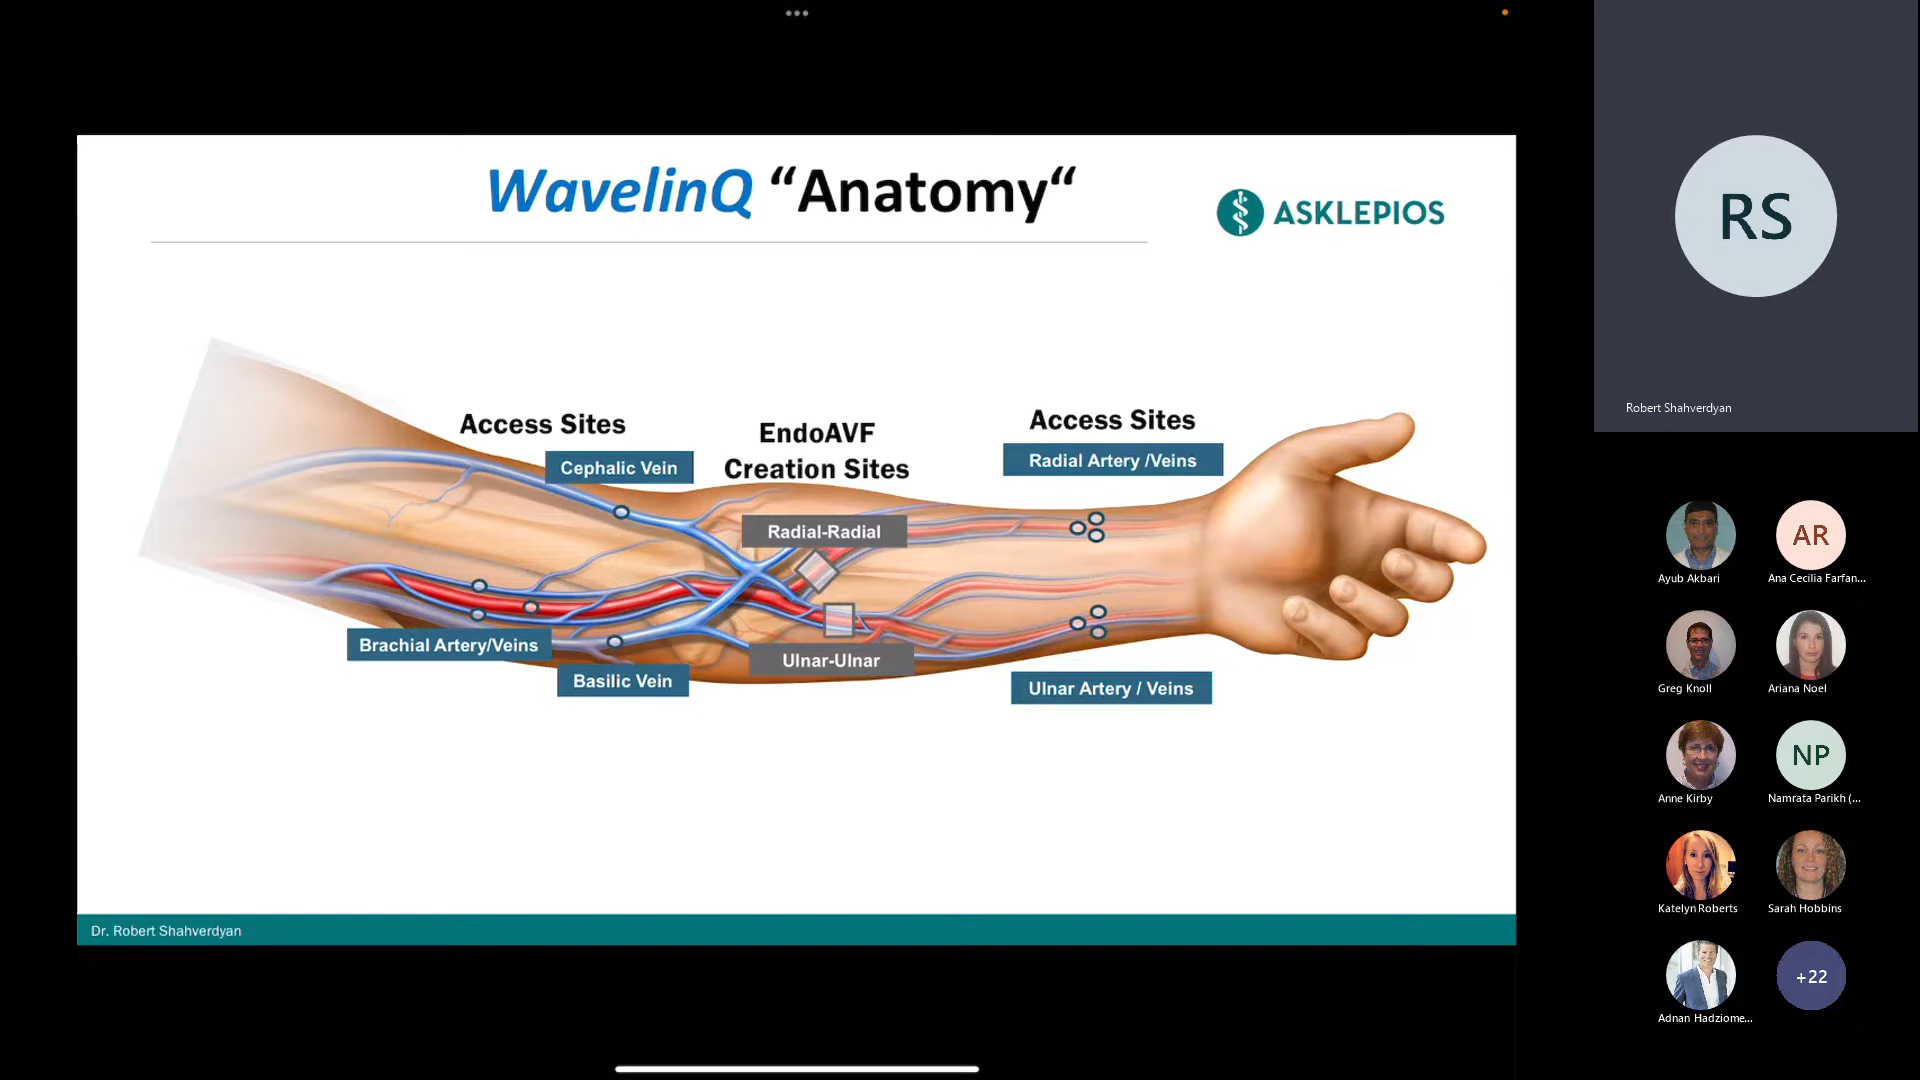 WavelinQ “Anatomy“
ASKLEPIOS
Access Sites
Cephalic Vein
EndoAVF
Creation Sites
Access Sites
Radial Artery /Veins
Radial-Radial
Brachial Artery/Veins
Basilic Vein
Ulnar-Ulnar
Ulnar Artery / Veins
Dr. Robert Shahverdyan
RS
Robert Shahverdyan
AR
Ayub Akbari
Ana Cecilia Farfan...
Greg Knoll
Ariana Noel
NP
Anne Kirby
Namrata Parikh (...
Katelyn Roberts
Sarah Hobbins
+22
Adnan Hadziome...